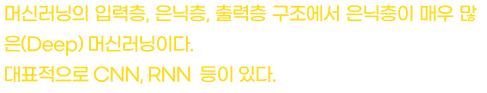 머신러닝의 입력층, 은닉층, 출력층 구조에서 은닉층이 매우 많
은(Deep) 머신러닝이다.
대표적으로 CNN, RNN 등이 있다.